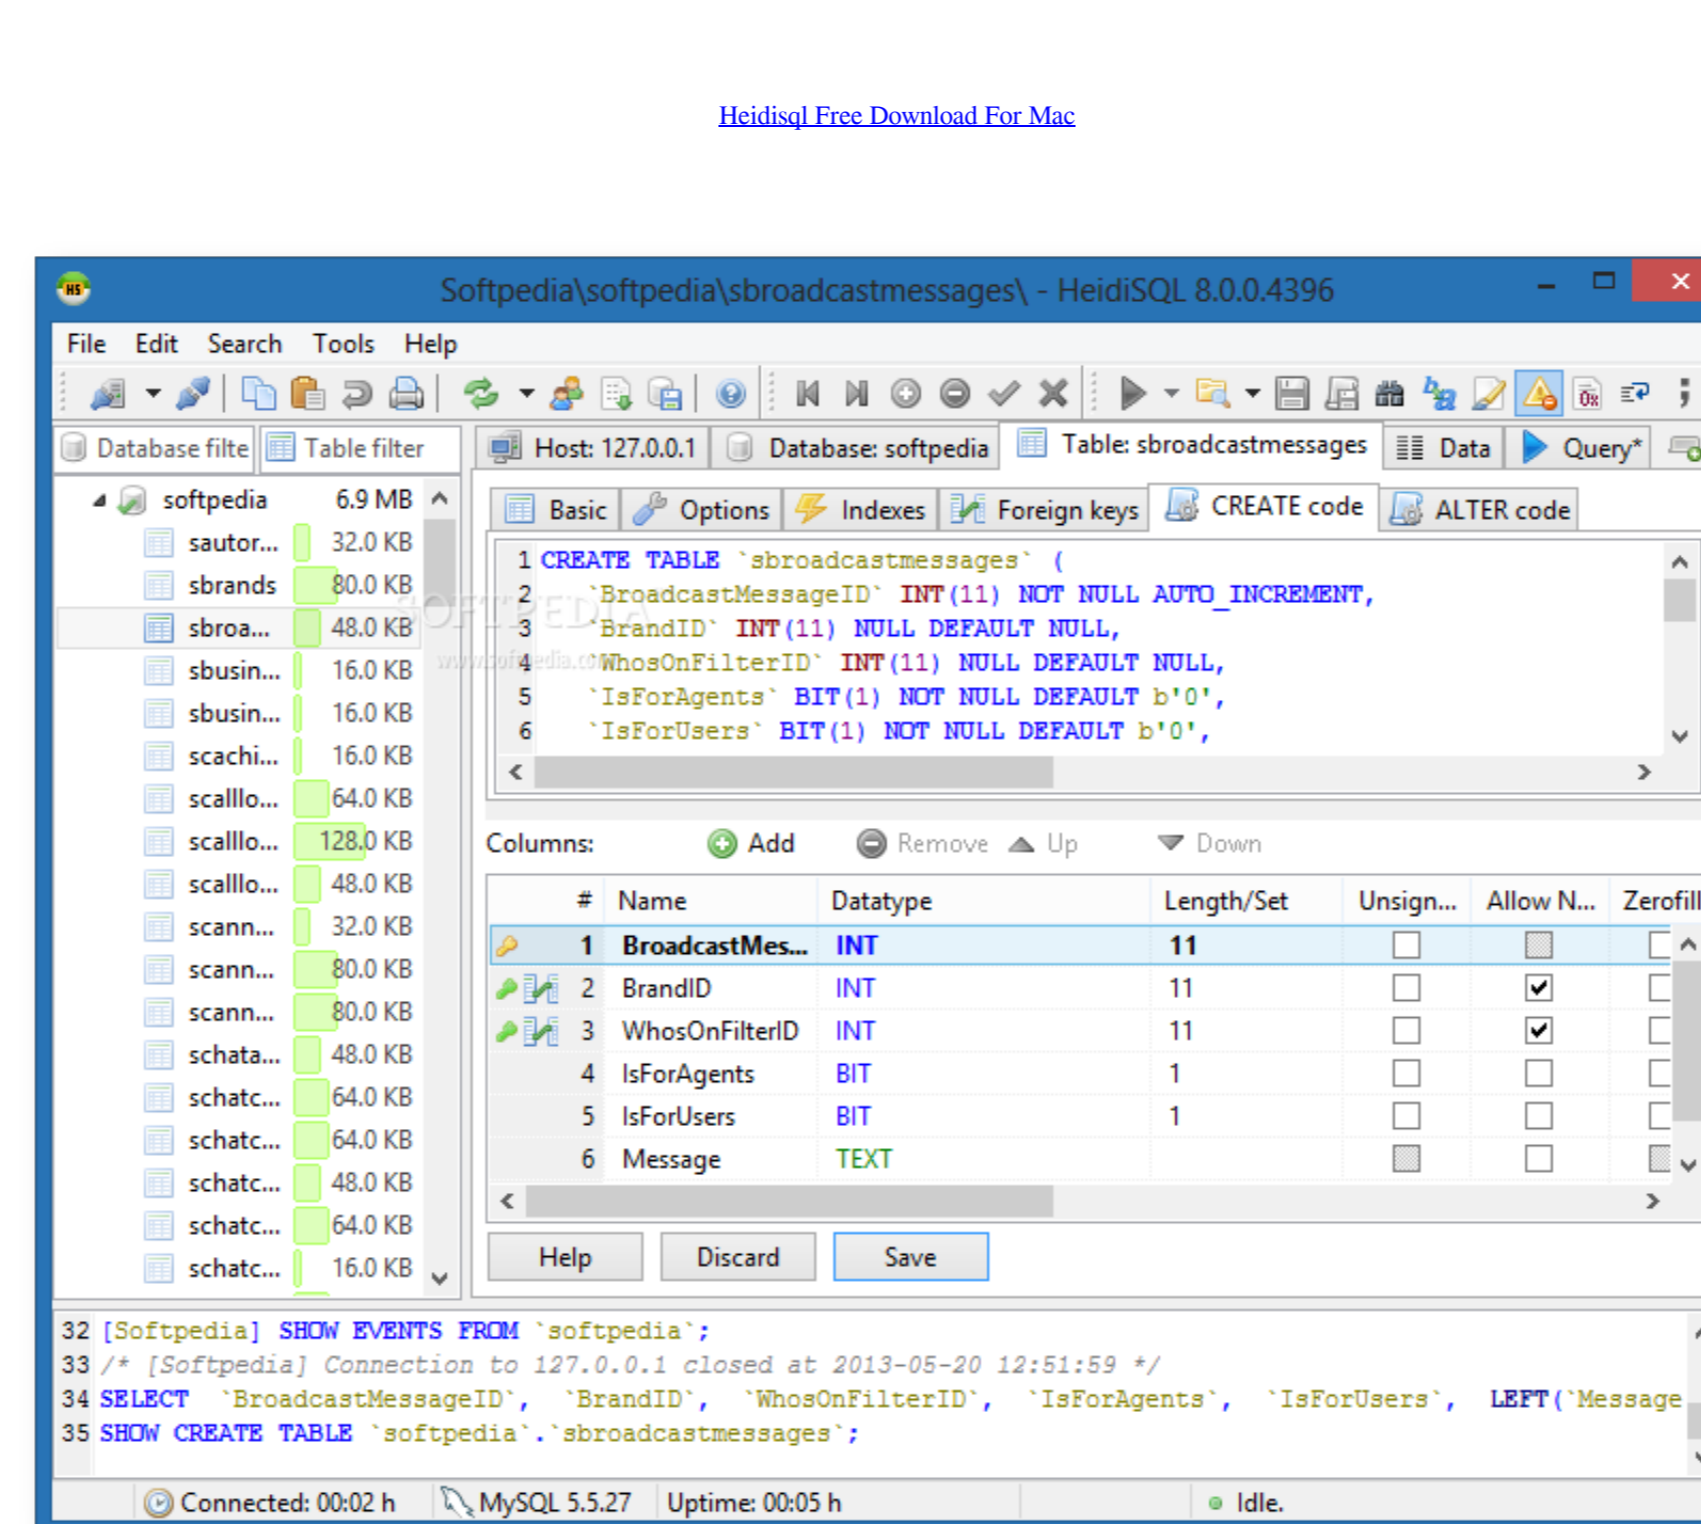 Heidisql Free Download For Mac
HS
Softpedia\softpedia\sbroadcastmessages\ - HeidiSQL 8.0.0.4396
File Edit Search Tools Help
Database filte Table filter
Host: 127.0.0.1 Database: softpedia Table: sbroadcastmessages Data Query*
softpedia 6.9 MB
sautor... 32.0 KB
sbrands 80.0 KB
sbroa... 48.0 KB
sbusin... 16.0 KB
sbusin... 16.0 KB
scachi... 16.0 KB
scalllo... 64.0 KB
scalllo... 128.0 KB
scalllo... 48.0 KB
scann... 32.0 KB
scann... 80.0 KB
scann... 80.0 KB
schata... 48.0 KB
schatc... 64.0 KB
schatc... 64.0 KB
schatc... 48.0 KB
schatc... 64.0 KB
schatc... 16.0 KB
SOFTPEDIA
www.softpedia.com
Basic Options Indexes Foreign keys CREATE code ALTER code
1 CREATE TABLE `sbroadcastmessages` (
2 `BroadcastMessageID` INT(11) NOT NULL AUTO_INCREMENT,
3 `BrandID` INT(11) NULL DEFAULT NULL,
4 `WhosOnFilterID` INT(11) NULL DEFAULT NULL,
5 `IsForAgents` BIT(1) NOT NULL DEFAULT b'0',
6 `IsForUsers` BIT(1) NOT NULL DEFAULT b'0',
Columns: Add Remove Up Down
# Name Datatype Length/Set Unsign... Allow N... Zerofill
1 BroadcastMes... INT 11
2 BrandID INT 11
3 WhosOnFilterID INT 11
4 IsForAgents BIT 1
5 IsForUsers BIT 1
6 Message TEXT
Help Discard Save
32 [Softpedia] SHOW EVENTS FROM `softpedia`;
33 /* [Softpedia] Connection to 127.0.0.1 closed at 2013-05-20 12:51:59 */
34 SELECT `BroadcastMessageID`, `BrandID`, `WhosOnFilterID`, `IsForAgents`, `IsForUsers`, LEFT(`Message
35 SHOW CREATE TABLE `softpedia`.`sbroadcastmessages`;
Connected: 00:02 h MySQL 5.5.27 Uptime: 00:05 h Idle.